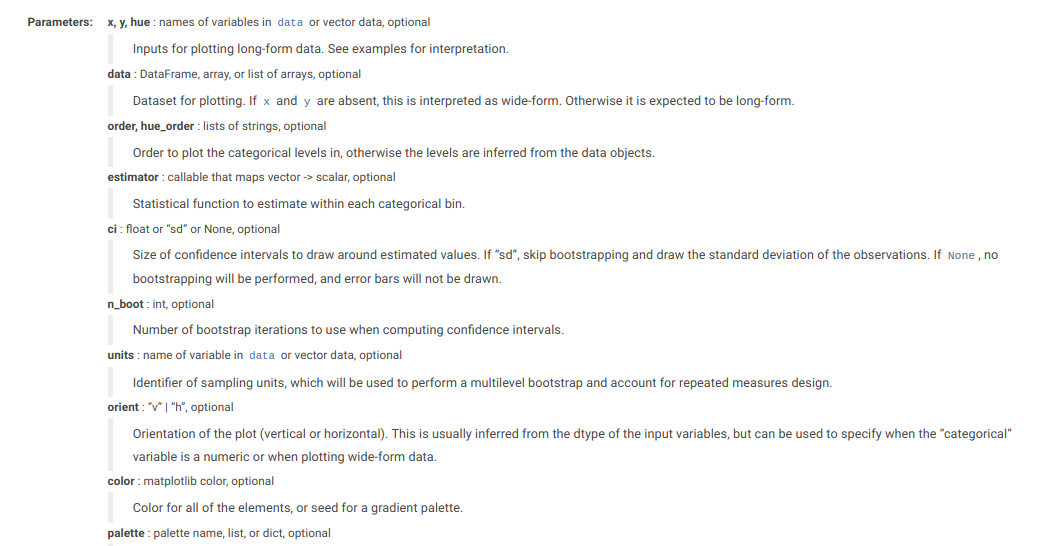 Parameters: x, y, hue : names of variables in data or vector data, optional
Inputs for plotting long-form data. See examples for interpretation.
data : DataFrame, array, or list of arrays, optional
Dataset for plotting. If x and y are absent, this is interpreted as wide-form. Otherwise it is expected to be long-form.
order, hue_order : lists of strings, optional
Order to plot the categorical levels in, otherwise the levels are inferred from the data objects.
estimator : callable that maps vector -> scalar, optional
Statistical function to estimate within each categorical bin.
ci : float or “sd” or None, optional
Size of confidence intervals to draw around estimated values. If “sd”, skip bootstrapping and draw the standard deviation of the observations. If None, no
bootstrapping will be performed, and error bars will not be drawn.
n_boot : int, optional
Number of bootstrap iterations to use when computing confidence intervals.
units : name of variable in data or vector data, optional
Identifier of sampling units, which will be used to perform a multilevel bootstrap and account for repeated measures design.
orient : “v” | “h”, optional
Orientation of the plot (vertical or horizontal). This is usually inferred from the dtype of the input variables, but can be used to specify when the “categorical”
variable is a numeric or when plotting wide-form data.
color : matplotlib color, optional
Color for all of the elements, or seed for a gradient palette.
palette : palette name, list, or dict, optional